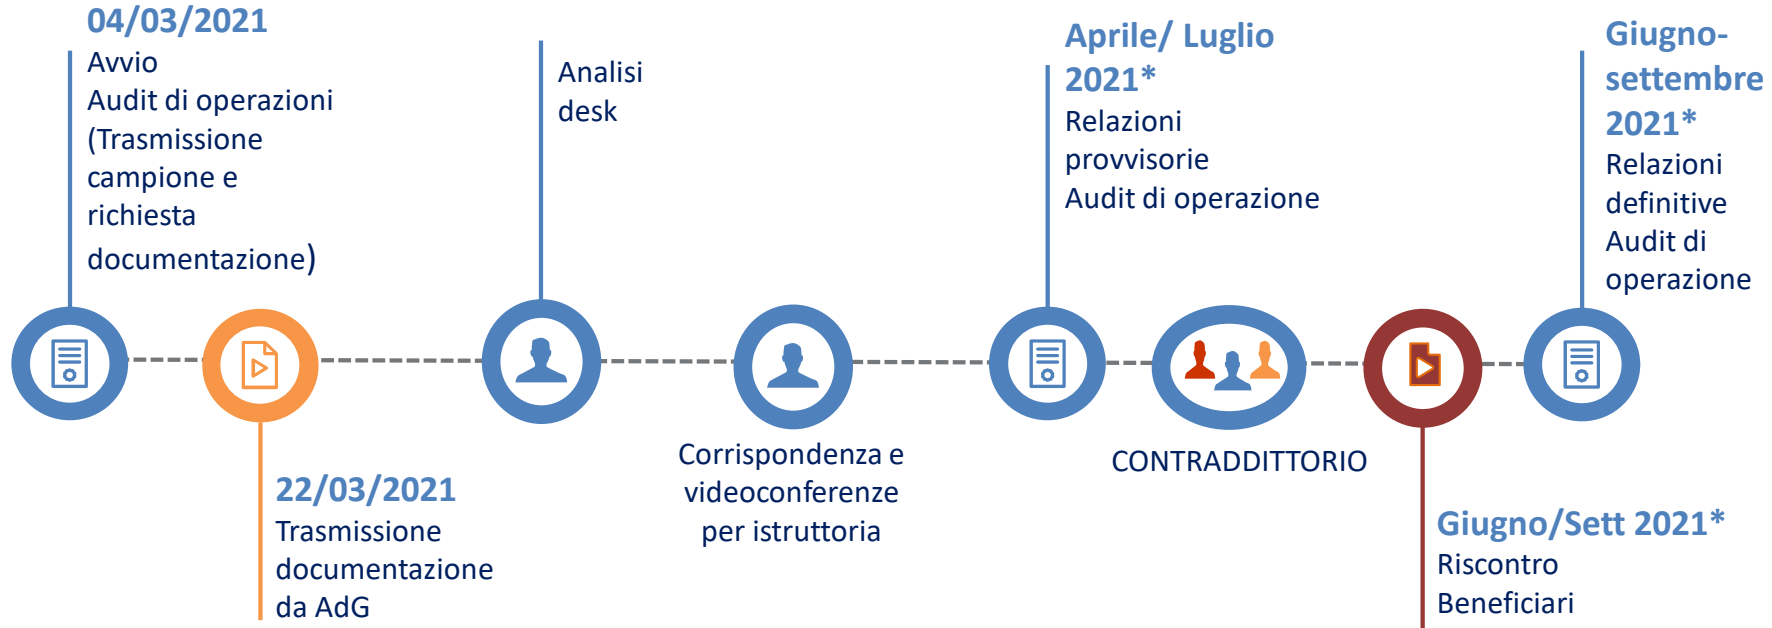 04/03/2021
Avvio
Audit di operazioni
(Trasmissione
campione e
richiesta
documentazione)
22/03/2021
Trasmissione
documentazione
da AdG
Analisi
desk
Corrispondenza e
videoconferenze
per istruttoria
Aprile/ Luglio
2021*
Relazioni
provvisorie
Audit di operazione
CONTRADDITTORIO
Giugno/Sett 2021*
Riscontro
Beneficiari
Giugno-
settembre
2021*
Relazioni
definitive
Audit di
operazione